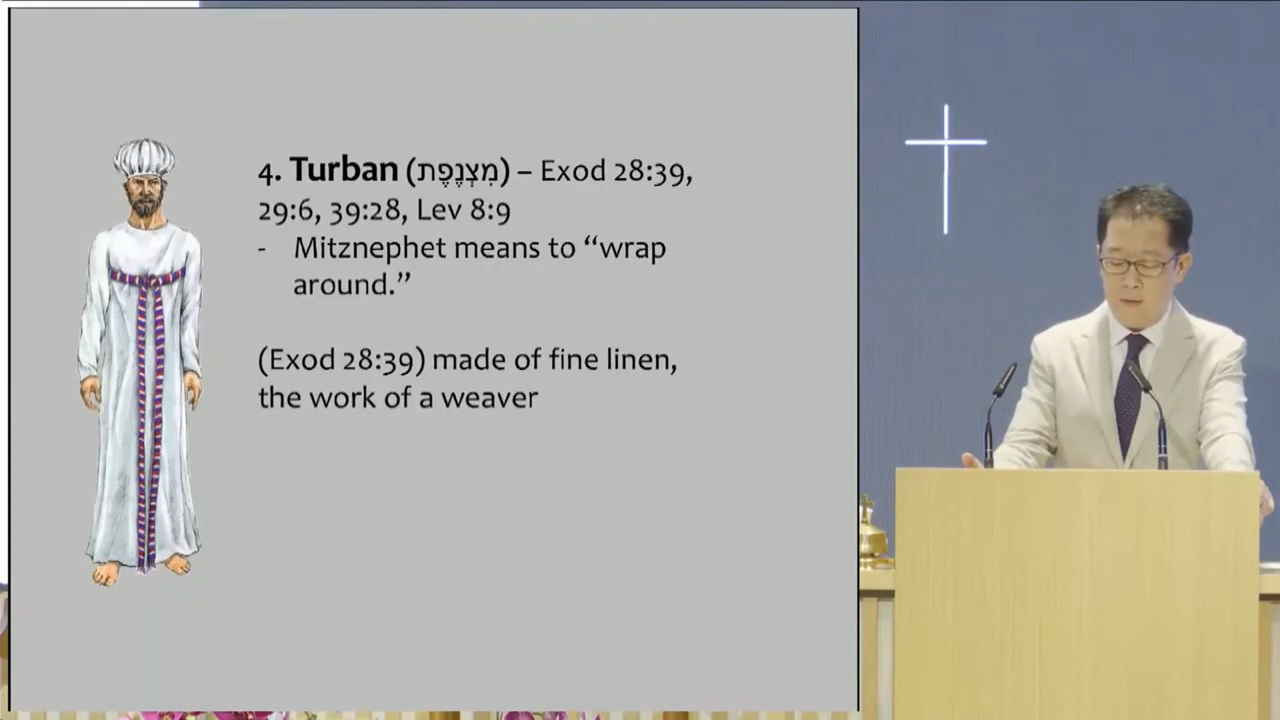 4. Turban (מִצְנֶפֶת) – Exod 28:39,
29:6, 39:28, Lev 8:9
- Mitznephet means to “wrap
around.”
(Exod 28:39) made of fine linen,
the work of a weaver